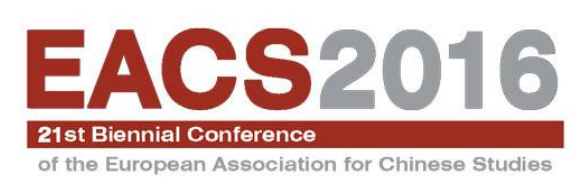 EACS2016
21st Biennial Conference
of the European Association for Chinese Studies